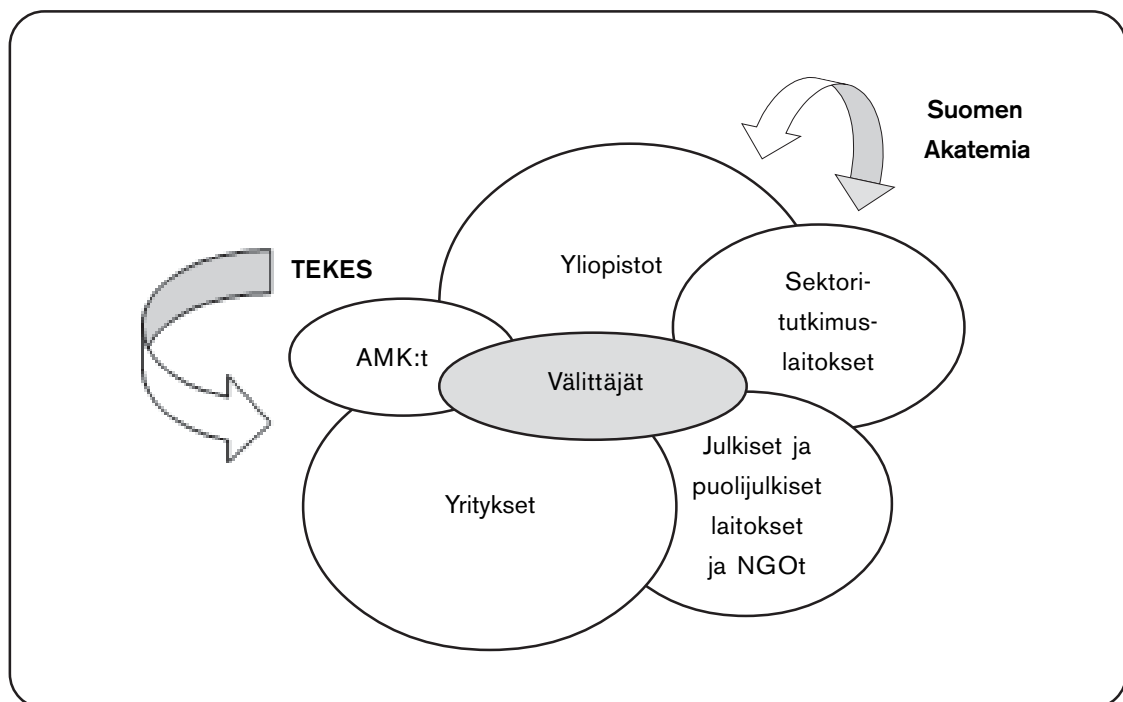 Suomen
Akatemia
Yliopistot
TEKES
Sektori-
tutkimus-
laitokset
AMK:t
Välittäjät
Julkiset ja
puolijulkiset
laitokset
ja NGOt
Yritykset